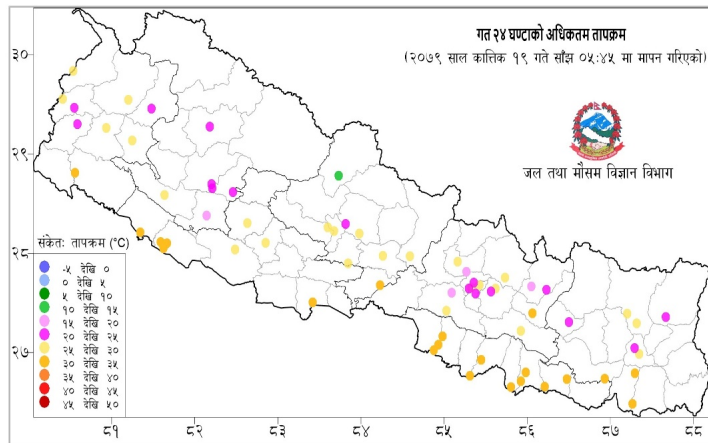 गत २४ घण्टाको अधिकतम तापक्रम
(२०७९ साल कात्तिक १९ गते साँझ ०५:४५ मा मापन गरिएको)
जल तथा मौसम विज्ञान विभाग
३०
२९
२८
२७
संकेत: तापक्रम (°C)
-५ देखि ०
० देखि ५
५ देखि १०
१० देखि १५
१५ देखि २०
२० देखि २५
२५ देखि ३०
३० देखि ३५
३५ देखि ४०
४० देखि ४५
४५ देखि ५०
८१ ८२ ८३ ८४ ८५ ८६ ८७ ८८